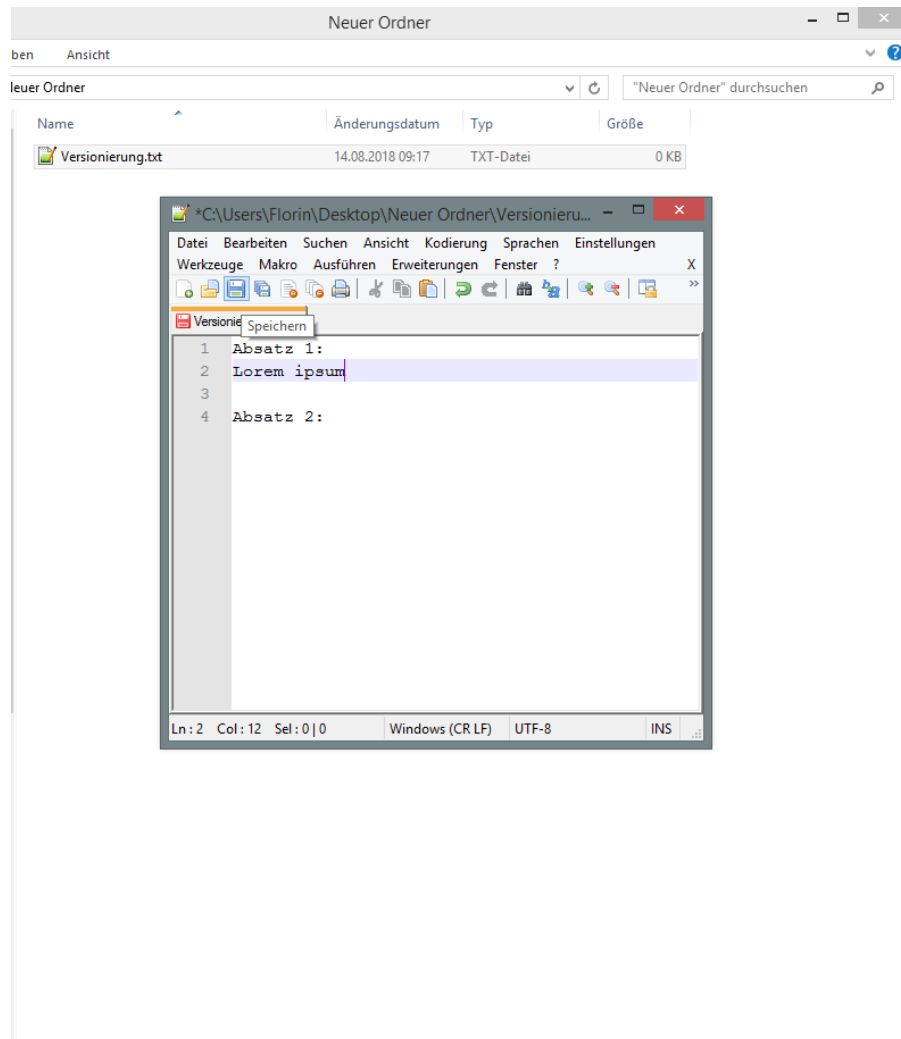 Neuer Ordner
ben Ansicht
leuer Ordner "Neuer Ordner" durchsuchen
Name Änderungsdatum Typ Größe
Versionierung.txt 14.08.2018 09:17 TXT-Datei 0 KB
*C:\Users\Florin\Desktop\Neuer Ordner\Versionieru...
Datei Bearbeiten Suchen Ansicht Kodierung Sprachen Einstellungen
Werkzeuge Makro Ausführen Erweiterungen Fenster ? X
Versionie
Speichern
1 Absatz 1:
2 Lorem ipsum
3
4 Absatz 2:
Ln : 2 Col : 12 Sel : 0 | 0 Windows (CR LF) UTF-8 INS